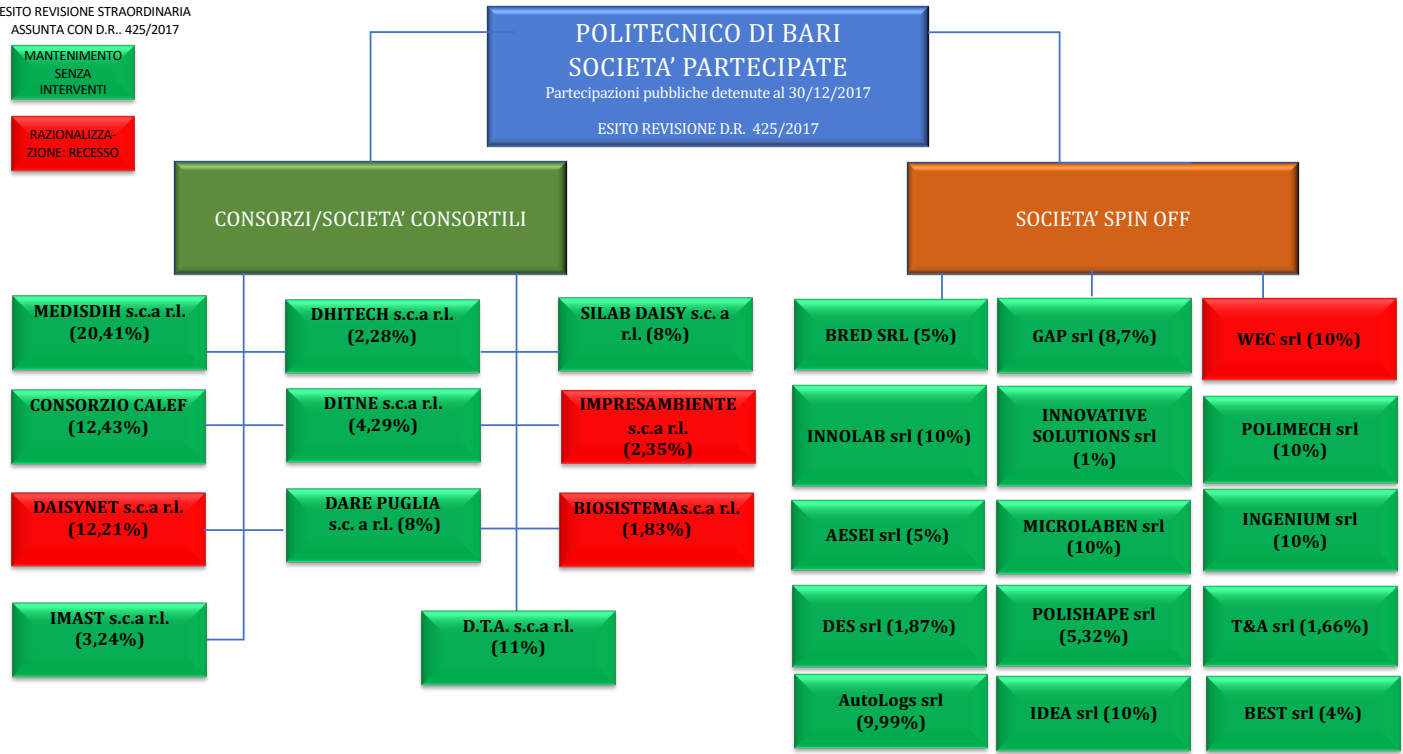 ESITO REVISIONE STRAORDINARIA
ASSUNTA CON D.R.. 425/2017
MANTENIMENTO
SENZA
INTERVENTI
RAZIONALIZZA-
ZIONE: RECESSO
POLITECNICO DI BARI
SOCIETA’ PARTECIPATE
Partecipazioni pubbliche detenute al 30/12/2017
ESITO REVISIONE D.R. 425/2017
CONSORZI/SOCIETA’ CONSORTILI
SOCIETA’ SPIN OFF
MEDISDIH s.c.a r.l.
(20,41%)
DHITECH s.c.a r.l.
(2,28%)
SILAB DAISY s.c. a
r.l. (8%)
CONSORZIO CALEF
(12,43%)
DITNE s.c.a r.l.
(4,29%)
IMPRESAMBIENTE
s.c.a r.l.
(2,35%)
DAISYNET s.c.a r.l.
(12,21%)
DARE PUGLIA
s.c. a r.l. (8%)
BIOSISTEMAs.c.a r.l.
(1,83%)
IMAST s.c.a r.l.
(3,24%)
D.T.A. s.c.a r.l.
(11%)
BRED SRL (5%)
GAP srl (8,7%)
WEC srl (10%)
INNOLAB srl (10%)
INNOVATIVE
SOLUTIONS srl
(1%)
POLIMECH srl
(10%)
AESEI srl (5%)
MICROLABEN srl
(10%)
INGENIUM srl
(10%)
DES srl (1,87%)
POLISHAPE srl
(5,32%)
T&A srl (1,66%)
AutoLogs srl
(9,99%)
IDEA srl (10%)
BEST srl (4%)